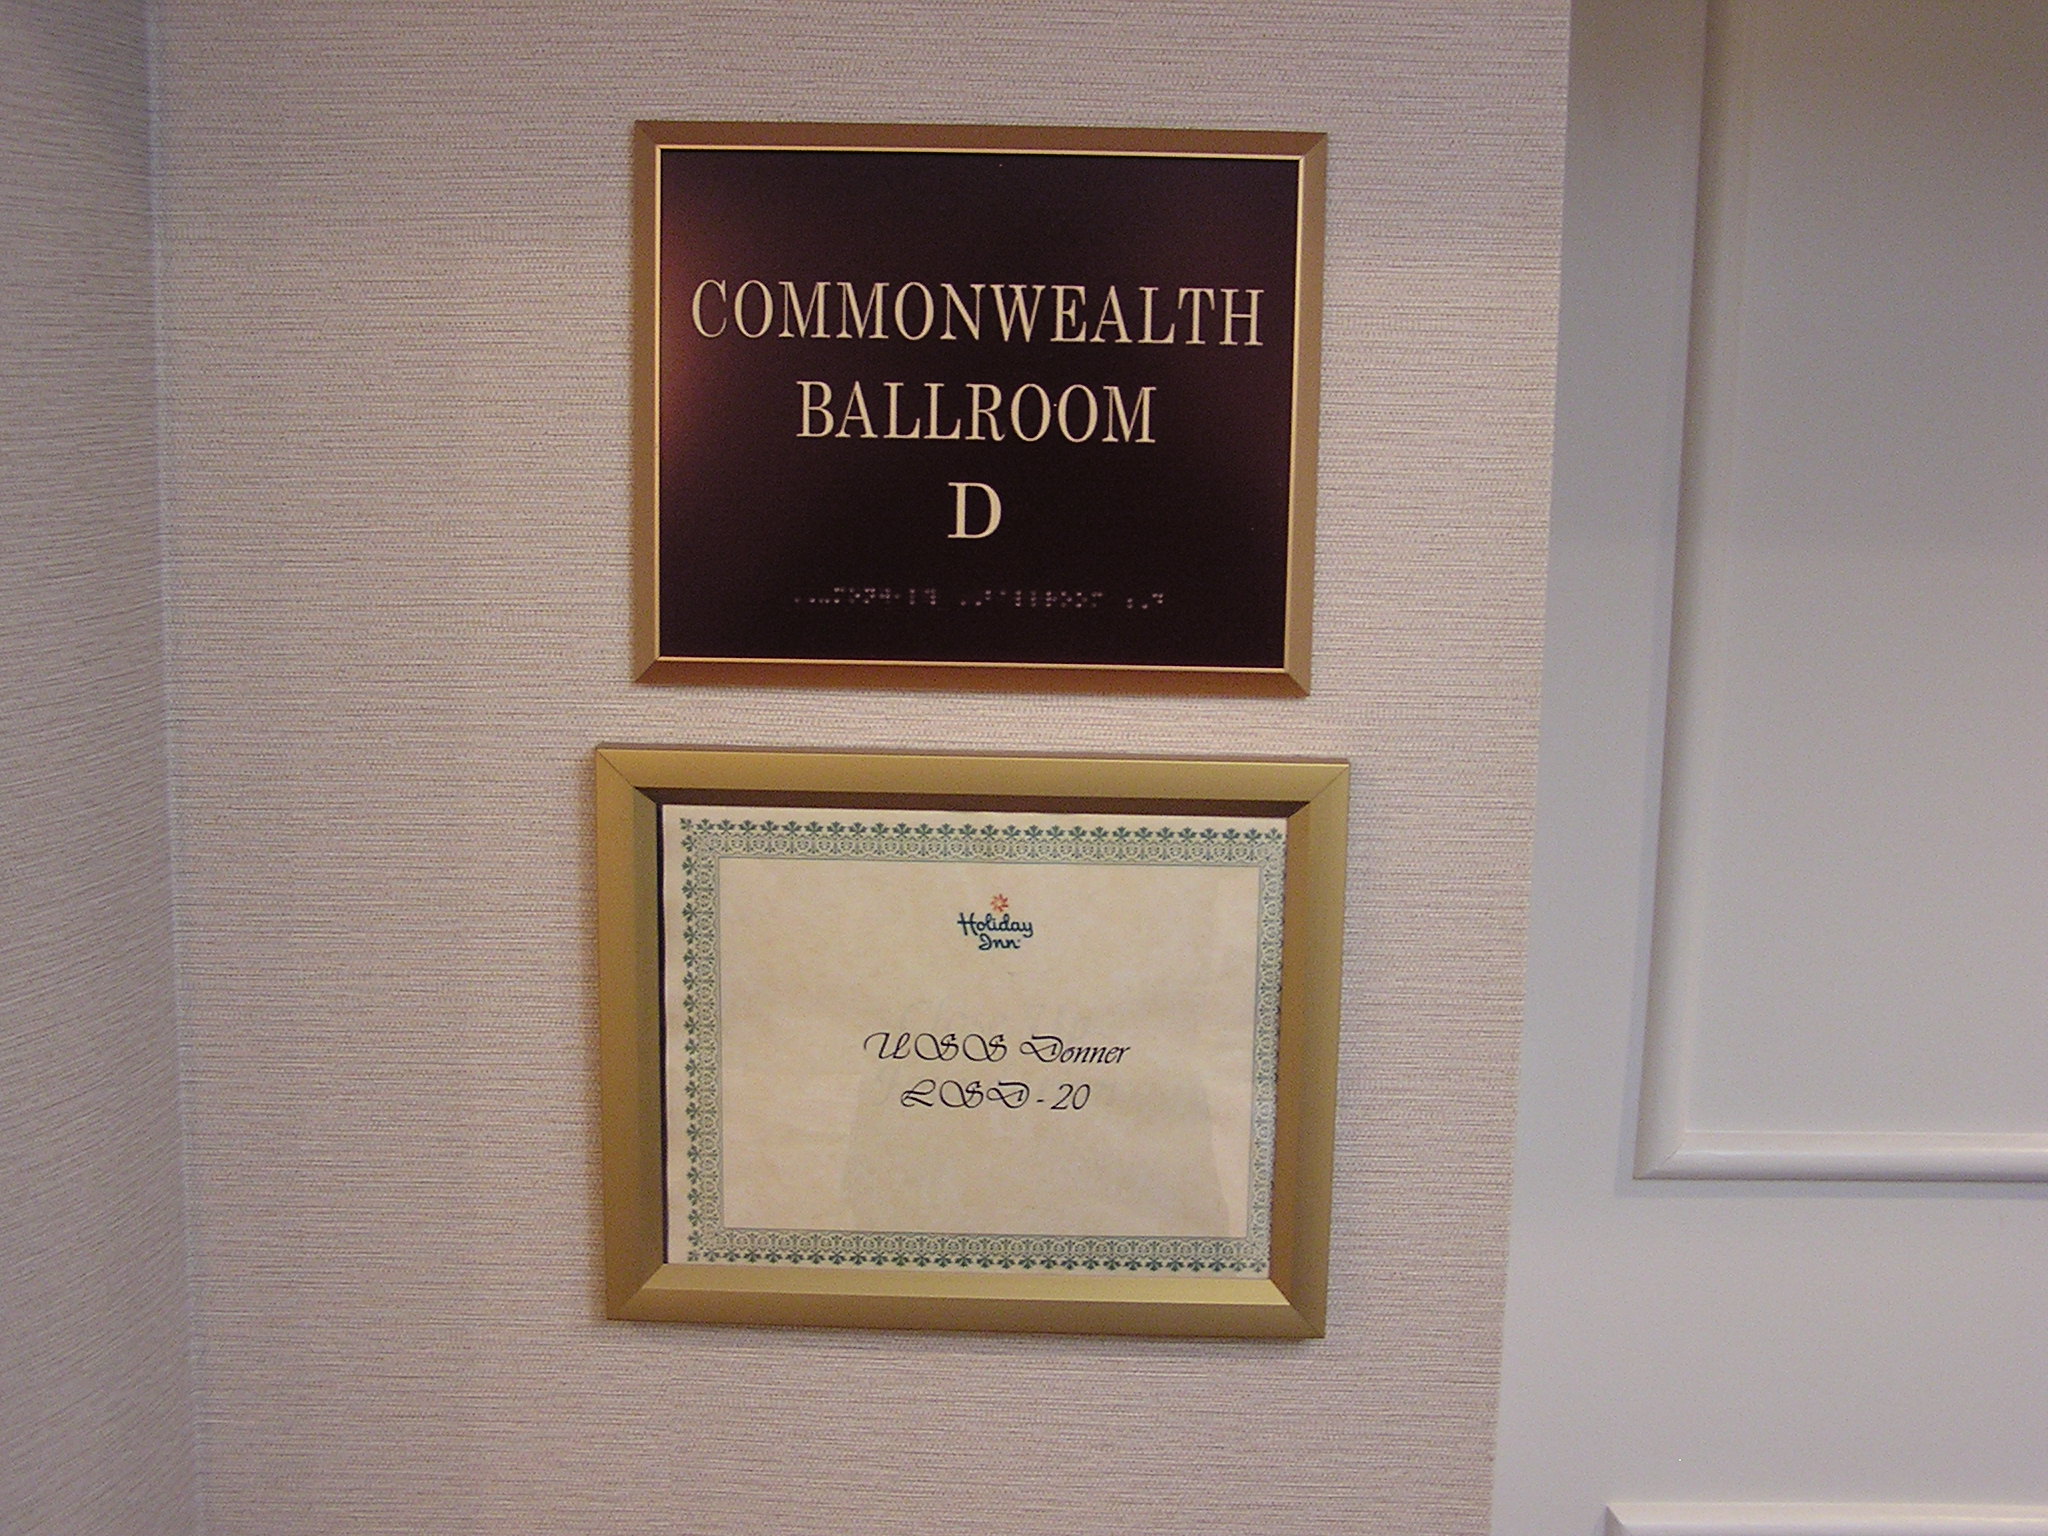 COMMONWEALTH
BALLROOM
D
Holiday
Inn
USS Donner
LSD - 20